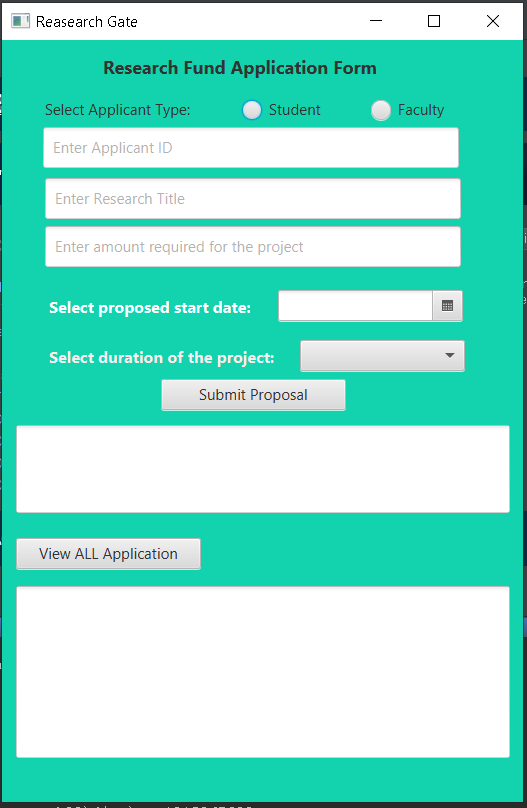 Reasearch Gate
Research Fund Application Form
Select Applicant Type: Student Faculty
Enter Applicant ID
Enter Research Title
Enter amount required for the project
Select proposed start date:
Select duration of the project:
Submit Proposal
View ALL Application